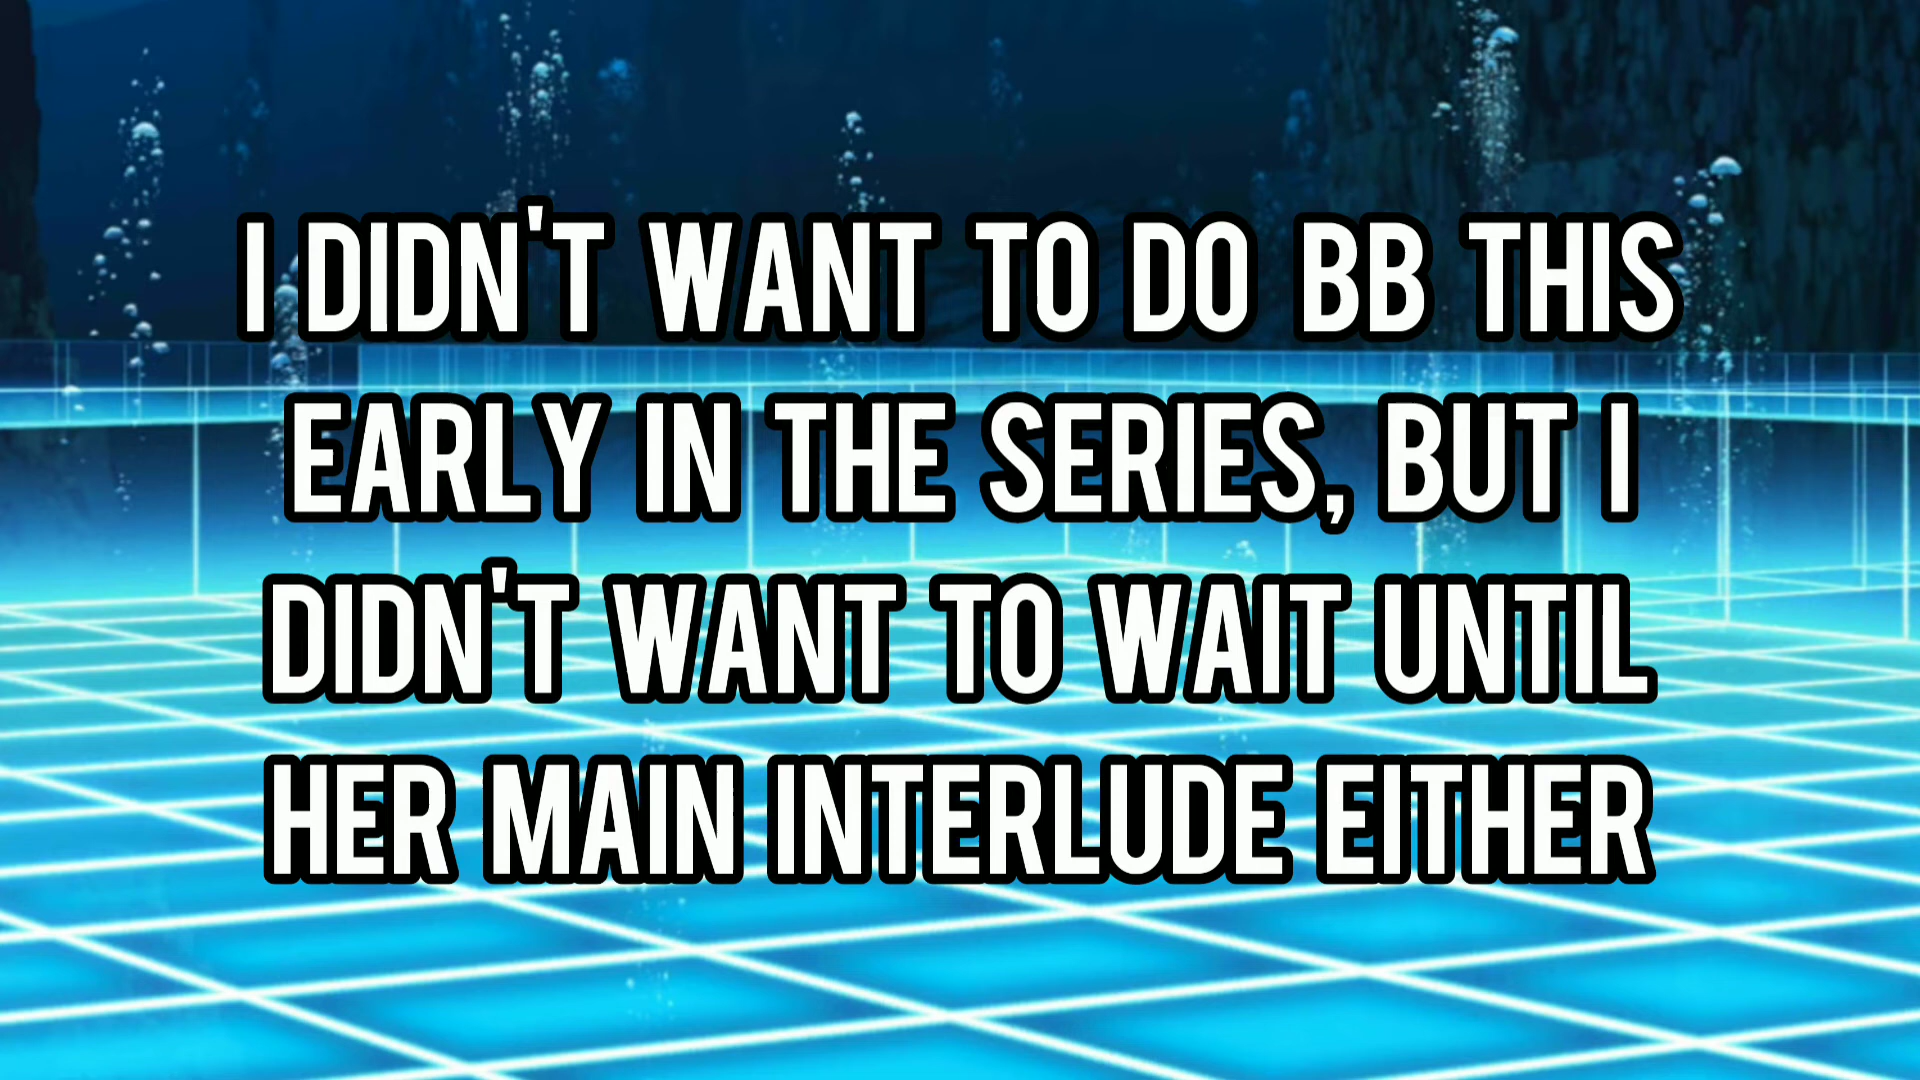 I DIDN'T WANT TO DO BB THIS
EARLY IN THE SERIES, BUT I
DIDN'T WANT TO WAIT UNTIL
HER MAIN INTERLUDE EITHER